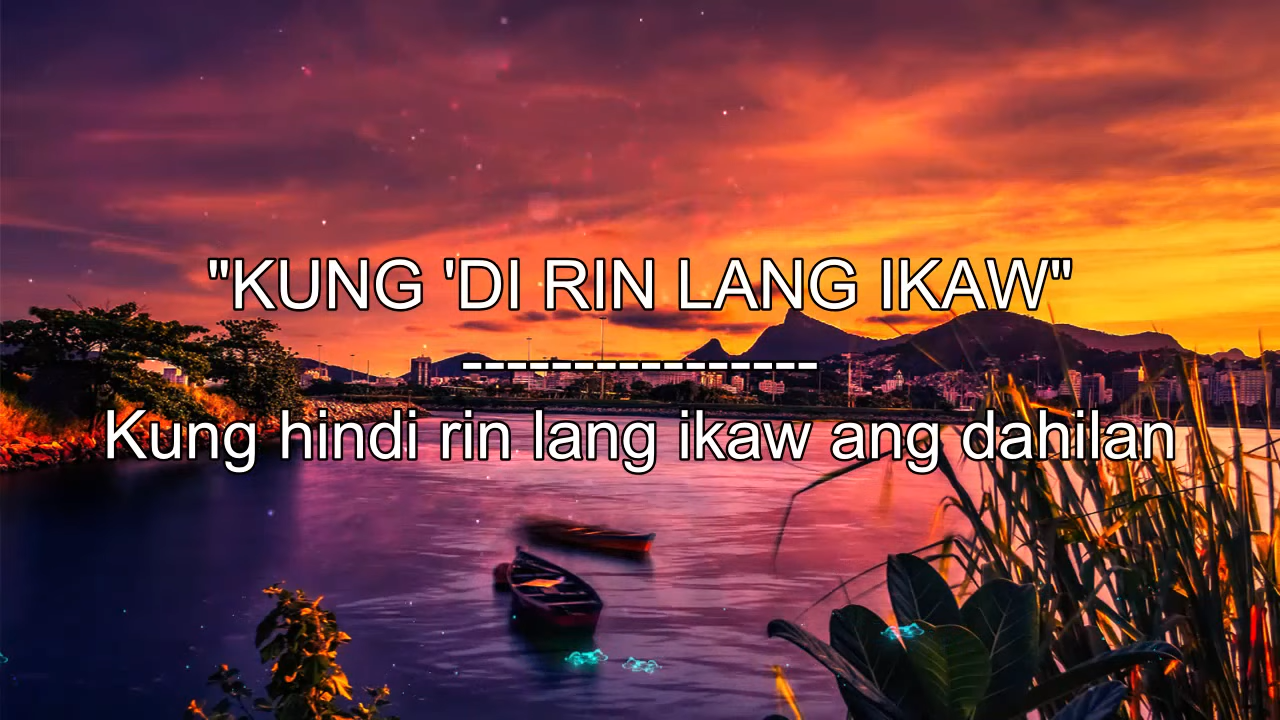 "KUNG 'DI RIN LANG IKAW"
----------------
Kung hindi rin lang ikaw ang dahilan